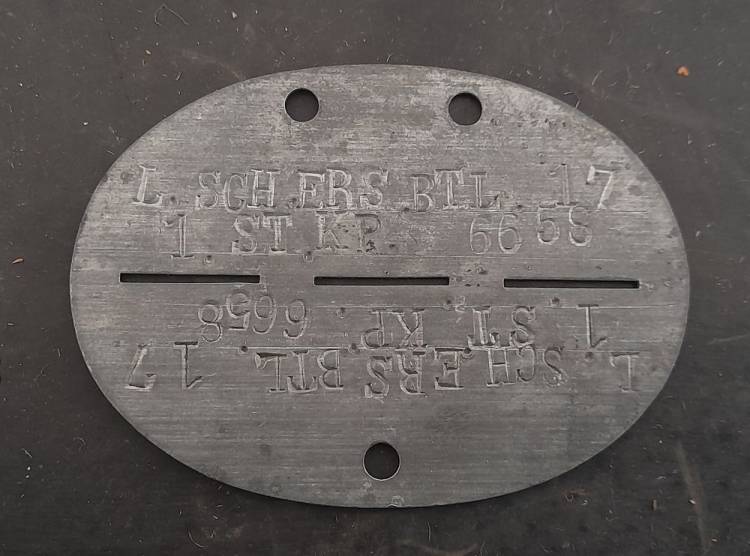 L. SCH.ERS BTL. 17
1. ST.KP. 6658
1. ST. KP. 6658
L. SCH.ERS.BTL. 17